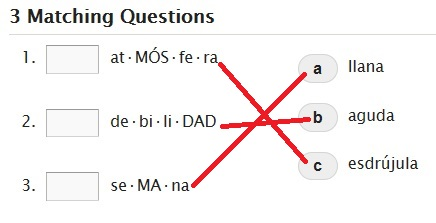 3 Matching Questions
1. at·MÓS·fe·ra
a llana
2. de·bi·li·DAD
b aguda
c esdrújula
3. se·MA·na